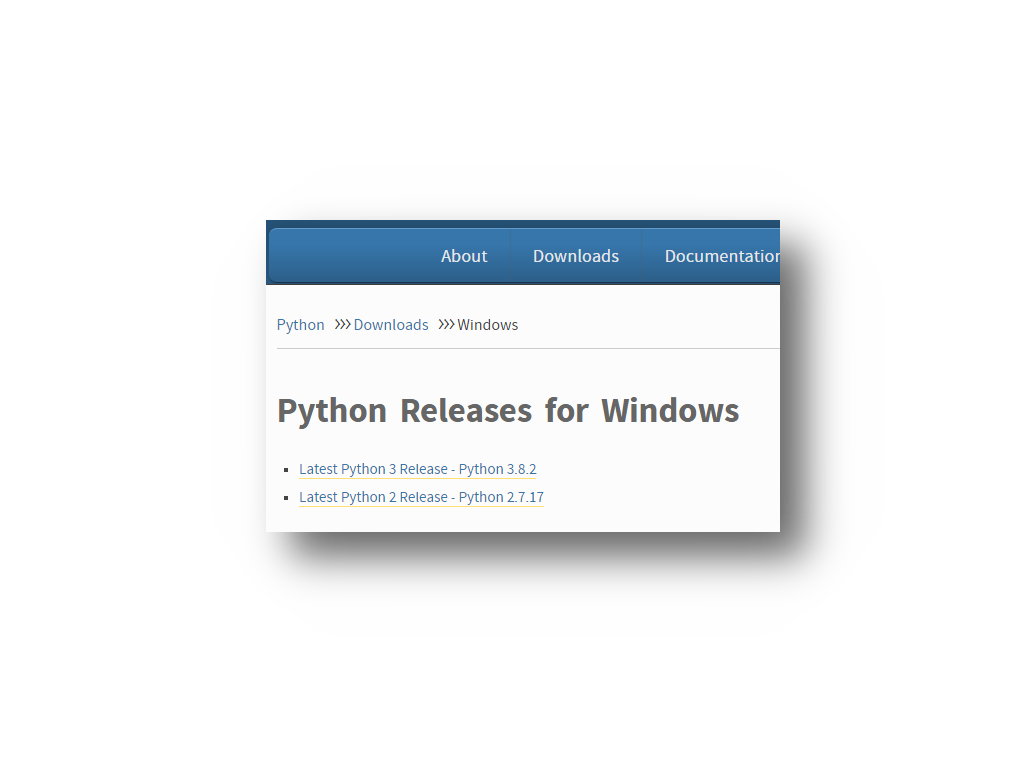 About Downloads Documentation
Python >>> Downloads >>> Windows
Python Releases for Windows
Latest Python 3 Release - Python 3.8.2
Latest Python 2 Release - Python 2.7.17